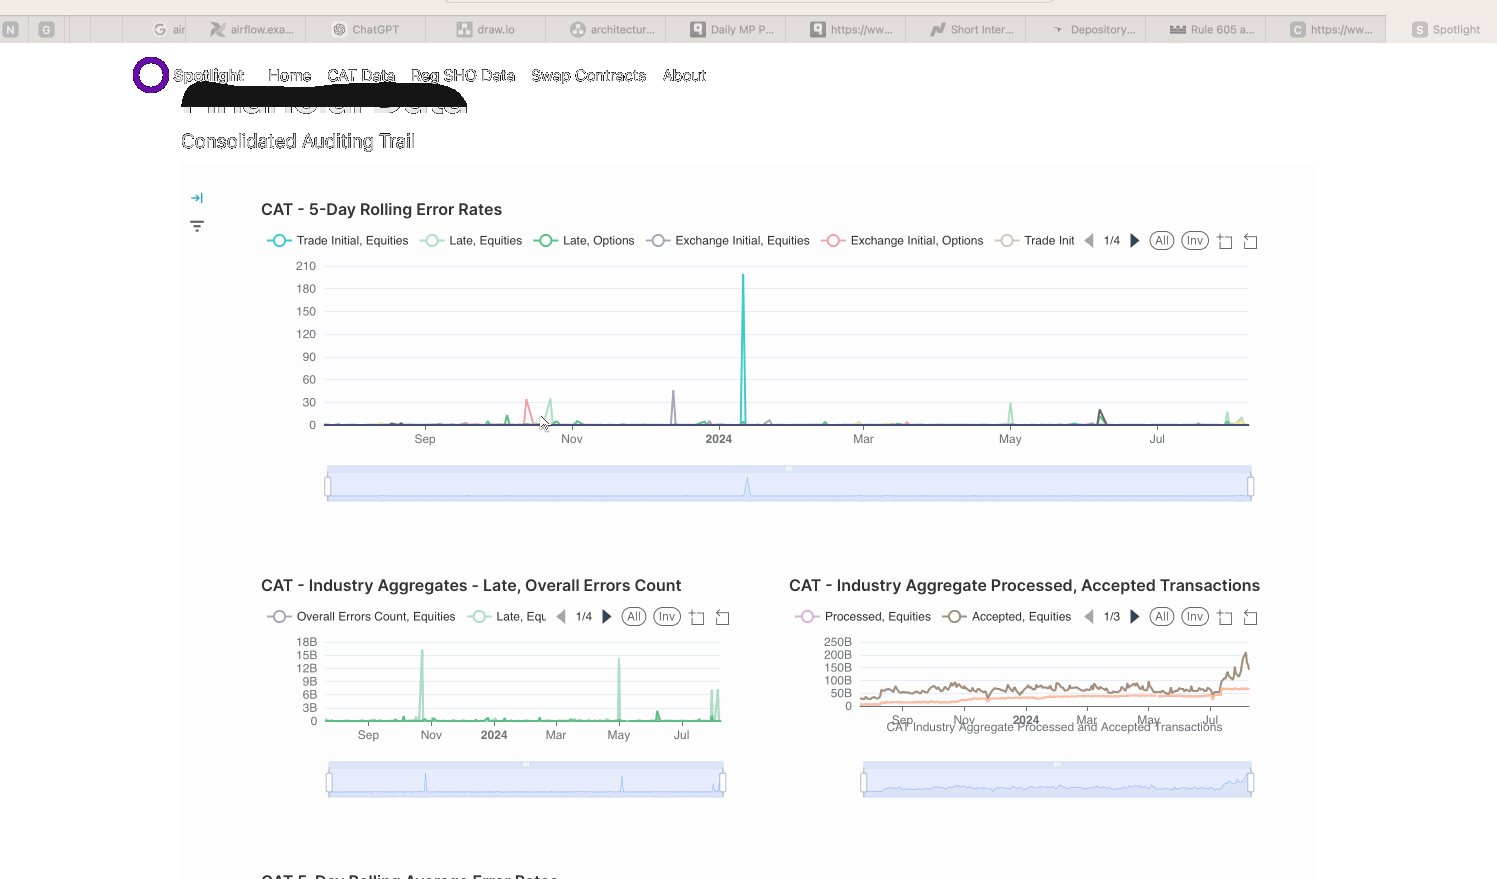 N G air airflow.exa... ChatGPT draw.io architectur... Daily MP P... https://ww... Short Inter... Depository... Rule 605 a... C https://ww... S Spotlight
Spotlight Home CAT Data Reg SHO Data Swap Contracts About
Consolidated Auditing Trail
CAT - 5-Day Rolling Error Rates
Trade Initial, Equities Late, Equities Late, Options Exchange Initial, Equities Exchange Initial, Options Trade Init 1/4 All Inv
210
180
150
120
90
60
30
0
Sep Nov 2024 Mar May Jul
CAT - Industry Aggregates - Late, Overall Errors Count
Overall Errors Count, Equities Late, Equ 1/4 All Inv
18B
15B
12B
9B
6B
3B
0
Sep Nov 2024 Mar May Jul
CAT - Industry Aggregate Processed, Accepted Transactions
Processed, Equities Accepted, Equities 1/3 All Inv
250B
200B
150B
100B
50B
0
Sep Nov 2024 Mar May Jul
CAT Industry Aggregate Processed and Accepted Transactions
CAT 5-Day Rolling Average Error Rates